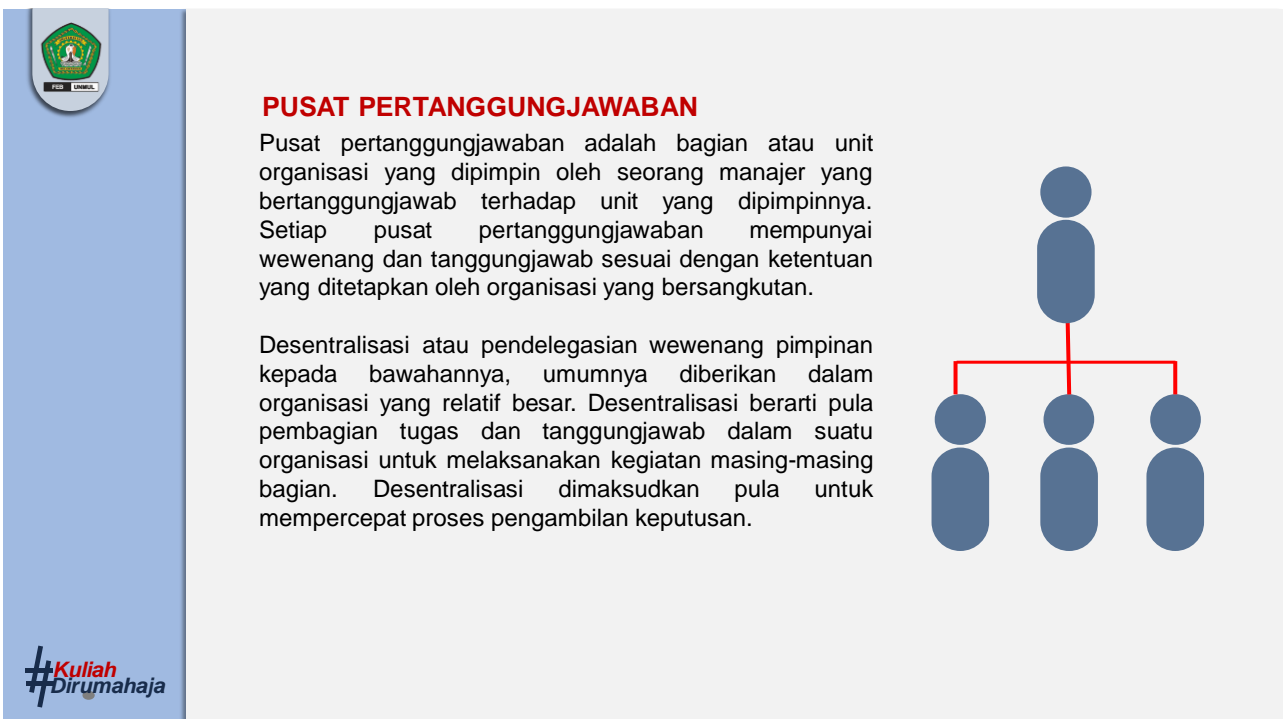 FEB UNMUL
PUSAT PERTANGGUNGJAWABAN
Pusat pertanggungjawaban adalah bagian atau unit
organisasi yang dipimpin oleh seorang manajer yang
bertanggungjawab terhadap unit yang dipimpinnya.
Setiap pusat pertanggungjawaban mempunyai
wewenang dan tanggungjawab sesuai dengan ketentuan
yang ditetapkan oleh organisasi yang bersangkutan.
Desentralisasi atau pendelegasian wewenang pimpinan
kepada bawahannya, umumnya diberikan dalam
organisasi yang relatif besar. Desentralisasi berarti pula
pembagian tugas dan tanggungjawab dalam suatu
organisasi untuk melaksanakan kegiatan masing-masing
bagian. Desentralisasi dimaksudkan pula untuk
mempercepat proses pengambilan keputusan.
#Kuliah
Dirumahaja